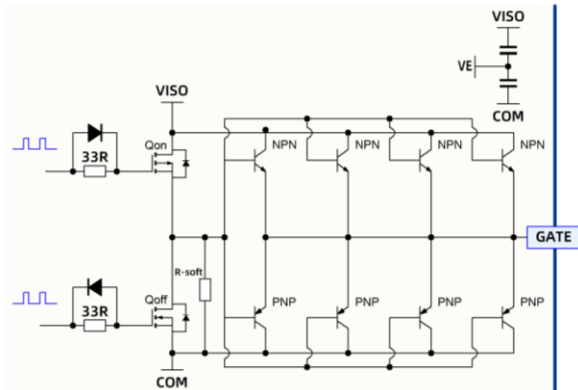 VISO
VE
COM
VISO
33R
Qon
NPN
NPN
NPN
NPN
GATE
R-soft
33R
Qoff
PNP
PNP
PNP
PNP
COM